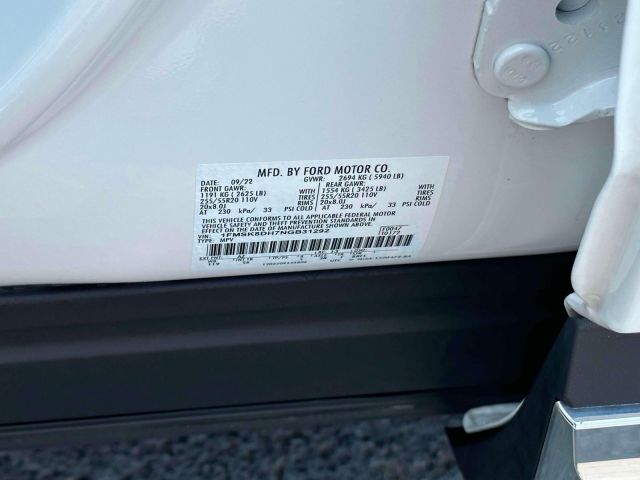 MFD. BY FORD MOTOR CO.
DATE: 09/22 GVWR: 2694 KG ( 5940 LB)
FRONT GAWR: REAR GAWR:
1191 KG ( 2625 LB) WITH 1554 KG ( 3425 LB) WITH
255/55R20 110V TIRES 255/55R20 110V TIRES
20x8.0J RIMS 20x8.0J RIMS
AT 230 kPa/ 33 PSI COLD AT 230 kPa/ 33 PSI COLD
THIS VEHICLE CONFORMS TO ALL APPLICABLE FEDERAL MOTOR
VEHICLE SAFETY AND THEFT PREVENTION STANDARDS IN
EFFECT ON THE DATE OF MANUFACTURE SHOWN ABOVE.
VIN: 1FMSK8DH7NGB31292
TYPE: MPV